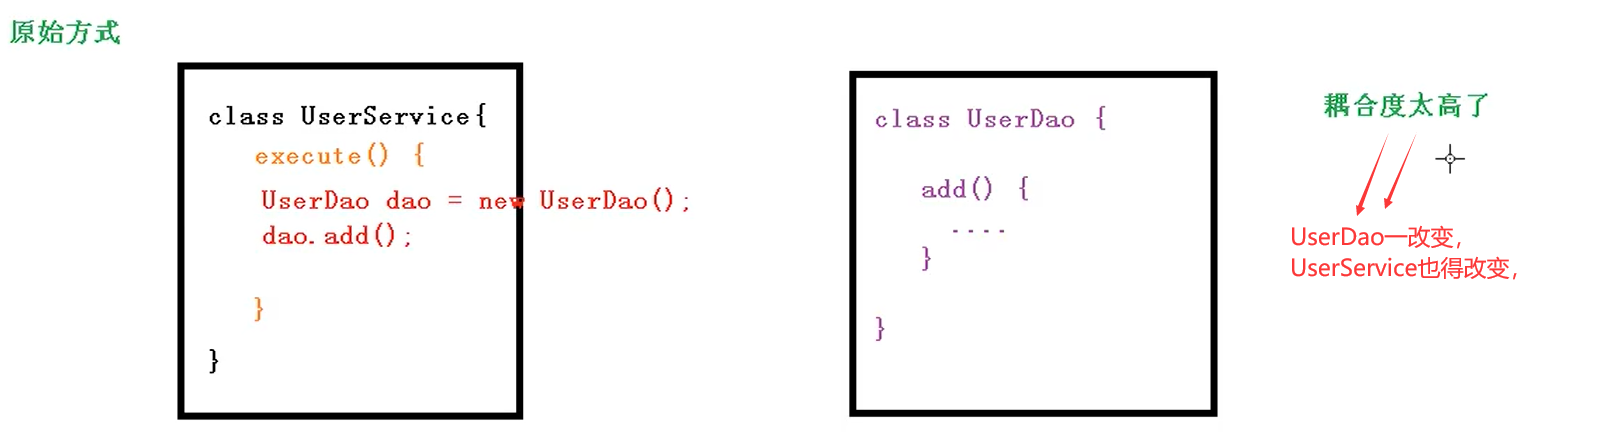 原始方式
class UserService{
execute() {
UserDao dao = new UserDao();
dao.add();
}
}
class UserDao {
add() {
....
}
}
耦合度太高了
UserDao一改变,
UserService也得改变,